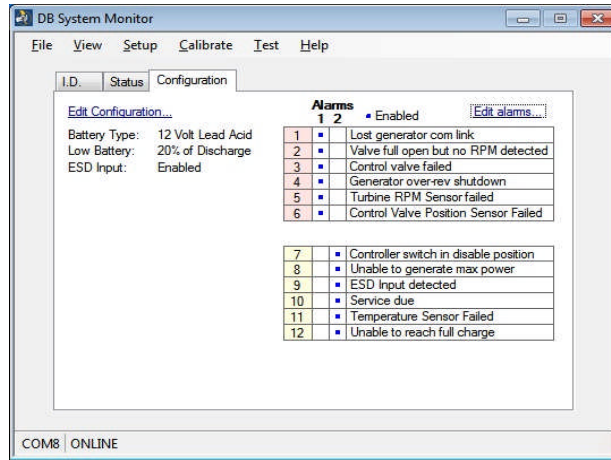 DB System Monitor
File View Setup Calibrate Test Help
I.D. Status Configuration
Edit Configuration...
Battery Type: 12 Volt Lead Acid
Low Battery: 20% of Discharge
ESD Input: Enabled
Alarms
1 2 Enabled Edit alarms...
1 Lost generator com link
2 Valve full open but no RPM detected
3 Control valve failed
4 Generator over-rev shutdown
5 Turbine RPM Sensor failed
6 Control Valve Position Sensor Failed
7 Controller switch in disable position
8 Unable to generate max power
9 ESD Input detected
10 Service due
11 Temperature Sensor Failed
12 Unable to reach full charge
COM8 ONLINE